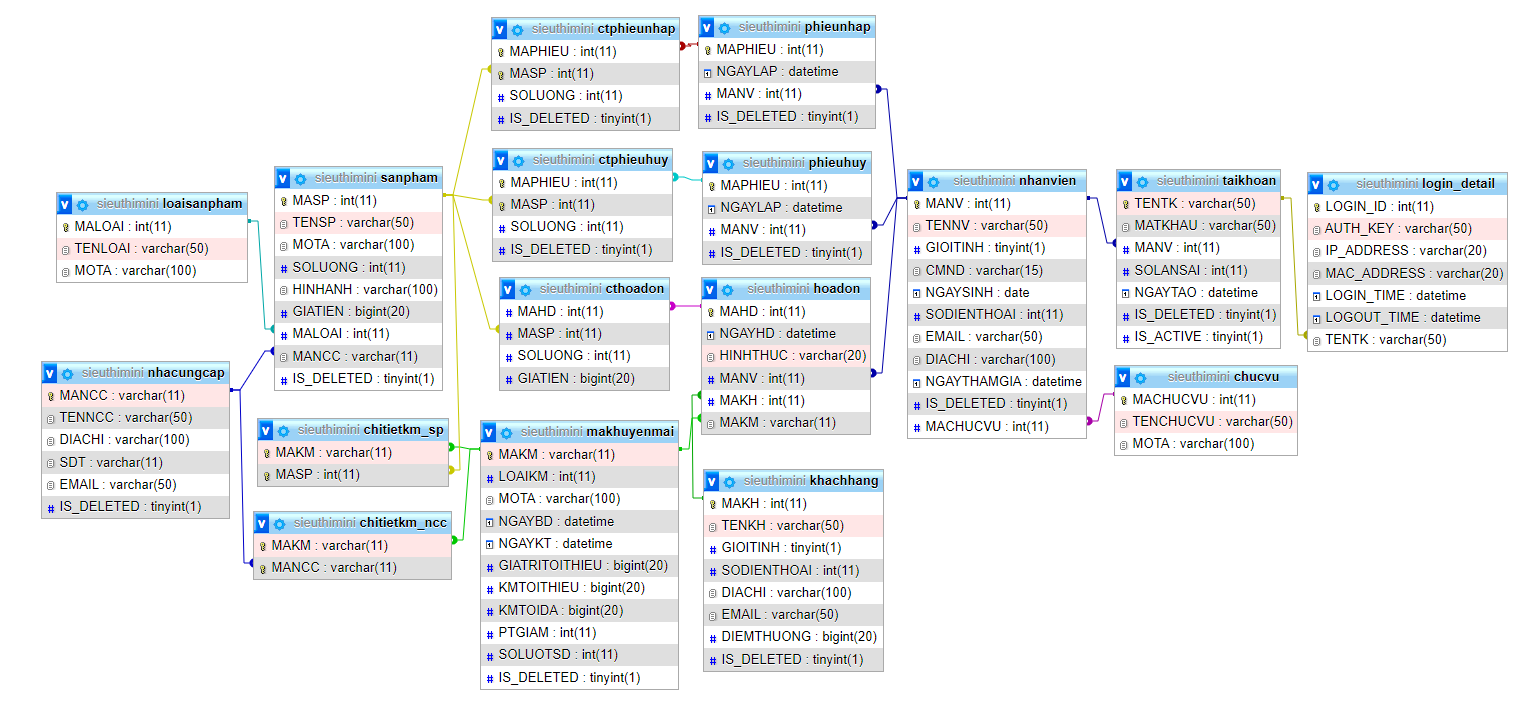 sieuthimini ctphieunhap
MAPHIEU : int(11)
MASP : int(11)
SOLUONG : int(11)
IS_DELETED : tinyint(1)
sieuthimini phieunhap
MAPHIEU : int(11)
NGAYLAP : datetime
MANV : int(11)
IS_DELETED : tinyint(1)
sieuthimini ctphieuhuy
MAPHIEU : int(11)
MASP : int(11)
SOLUONG : int(11)
IS_DELETED : tinyint(1)
sieuthimini phieuhuy
MAPHIEU : int(11)
NGAYLAP : datetime
MANV : int(11)
IS_DELETED : tinyint(1)
sieuthimini loaisanpham
MALOAI : int(11)
TENLOAI : varchar(50)
MOTA : varchar(100)
sieuthimini sanpham
MASP : int(11)
TENSP : varchar(50)
MOTA : varchar(100)
SOLUONG : int(11)
HINHANH : varchar(100)
GIATIEN : bigint(20)
MALOAI : int(11)
MANCC : varchar(11)
IS_DELETED : tinyint(1)
sieuthimini cthoadon
MAHD : int(11)
MASP : int(11)
SOLUONG : int(11)
GIATIEN : bigint(20)
sieuthimini hoadon
MAHD : int(11)
NGAYHD : datetime
HINHTHUC : varchar(20)
MANV : int(11)
MAKH : int(11)
MAKM : varchar(11)
sieuthimini nhanvien
MANV : int(11)
TENNV : varchar(50)
GIOITINH : tinyint(1)
CMND : varchar(15)
NGAYSINH : date
SODIENTHOAI : int(11)
EMAIL : varchar(50)
DIACHI : varchar(100)
NGAYTHAMGIA : datetime
IS_DELETED : tinyint(1)
MACHUCVU : int(11)
sieuthimini taikhoan
TENTK : varchar(50)
MATKHAU : varchar(50)
MANV : int(11)
SOLANSAI : int(11)
NGAYTAO : datetime
IS_DELETED : tinyint(1)
IS_ACTIVE : tinyint(1)
sieuthimini login_detail
LOGIN_ID : int(11)
AUTH_KEY : varchar(50)
IP_ADDRESS : varchar(20)
MAC_ADDRESS : varchar(20)
LOGIN_TIME : datetime
LOGOUT_TIME : datetime
TENTK : varchar(50)
sieuthimini nhacungcap
MANCC : varchar(11)
TENNCC : varchar(50)
DIACHI : varchar(100)
SDT : varchar(11)
EMAIL : varchar(50)
IS_DELETED : tinyint(1)
sieuthimini chitietkm_sp
MAKM : varchar(11)
MASP : int(11)
sieuthimini chitietkm_ncc
MAKM : varchar(11)
MANCC : varchar(11)
sieuthimini makhuyenmai
MAKM : varchar(11)
LOAIKM : int(11)
MOTA : varchar(100)
NGAYBD : datetime
NGAYKT : datetime
GIATRITOITHIEU : bigint(20)
KMTOITHIEU : bigint(20)
KMTOIDA : bigint(20)
PTGIAM : int(11)
SOLUOTSD : int(11)
IS_DELETED : tinyint(1)
sieuthimini khachhang
MAKH : int(11)
TENKH : varchar(50)
GIOITINH : tinyint(1)
SODIENTHOAI : int(11)
DIACHI : varchar(100)
EMAIL : varchar(50)
DIEMTHUONG : bigint(20)
IS_DELETED : tinyint(1)
sieuthimini chucvu
MACHUCVU : int(11)
TENCHUCVU : varchar(50)
MOTA : varchar(100)